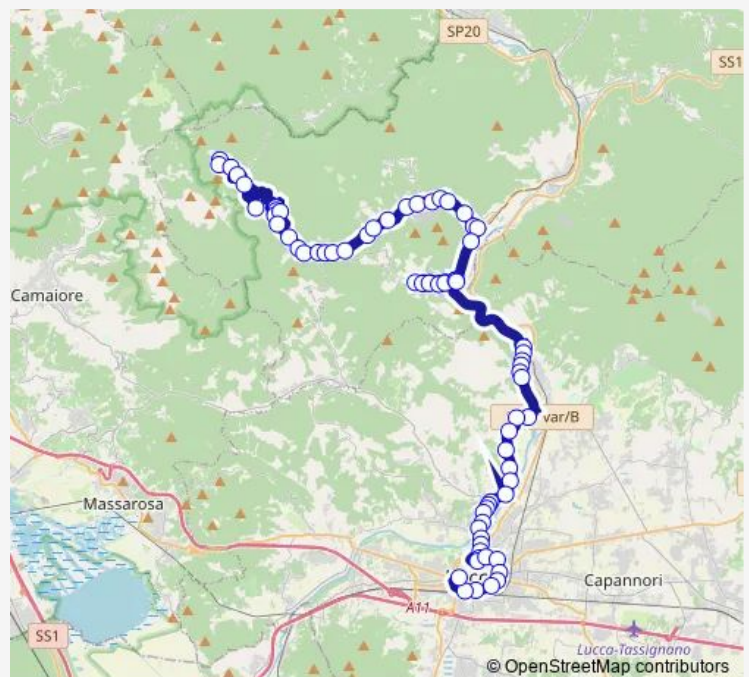 SP20
SS1
Camaiore
var/B
Massarosa
Capannori
A11
SS1
Lucca-Tassignano
© OpenStreetMap contributors